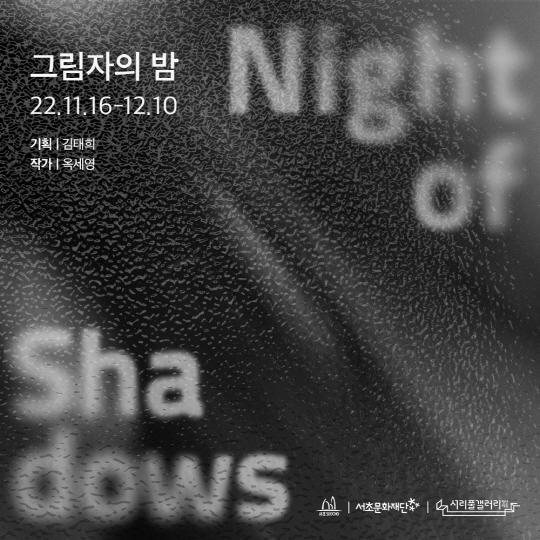 그림자의 밤
22.11.16-12.10
기획 | 김태희
작가 | 옥세영
Night
of
Sha
dows
서초문화재단 | 서리풀갤러리